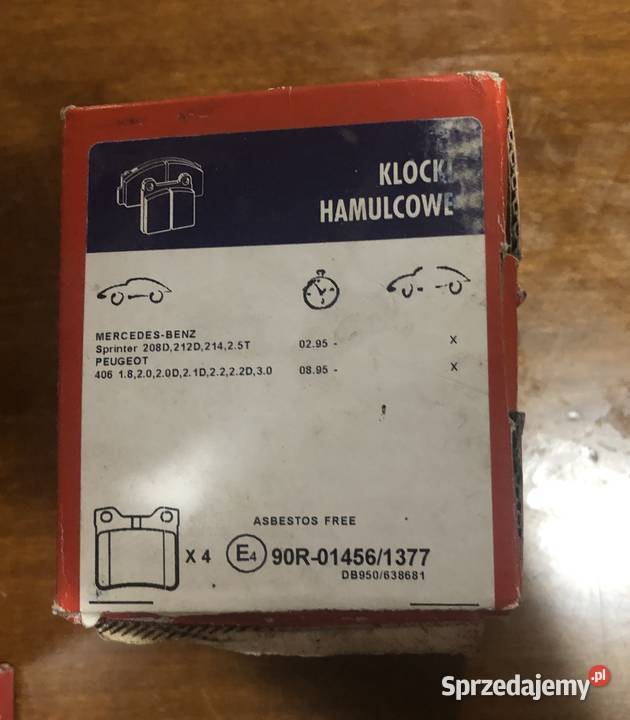 KLOCKI
HAMULCOWE
MERCEDES-BENZ
Sprinter 208D,212D,214,2.5T 02.95 - X
PEUGEOT
406 1.8,2.0,2.0D,2.1D,2.2,2.2D,3.0 08.95 - X
ASBESTOS FREE
X 4 E4 90R-01456/1377
DB950/638681
Sprzedajemy.pl